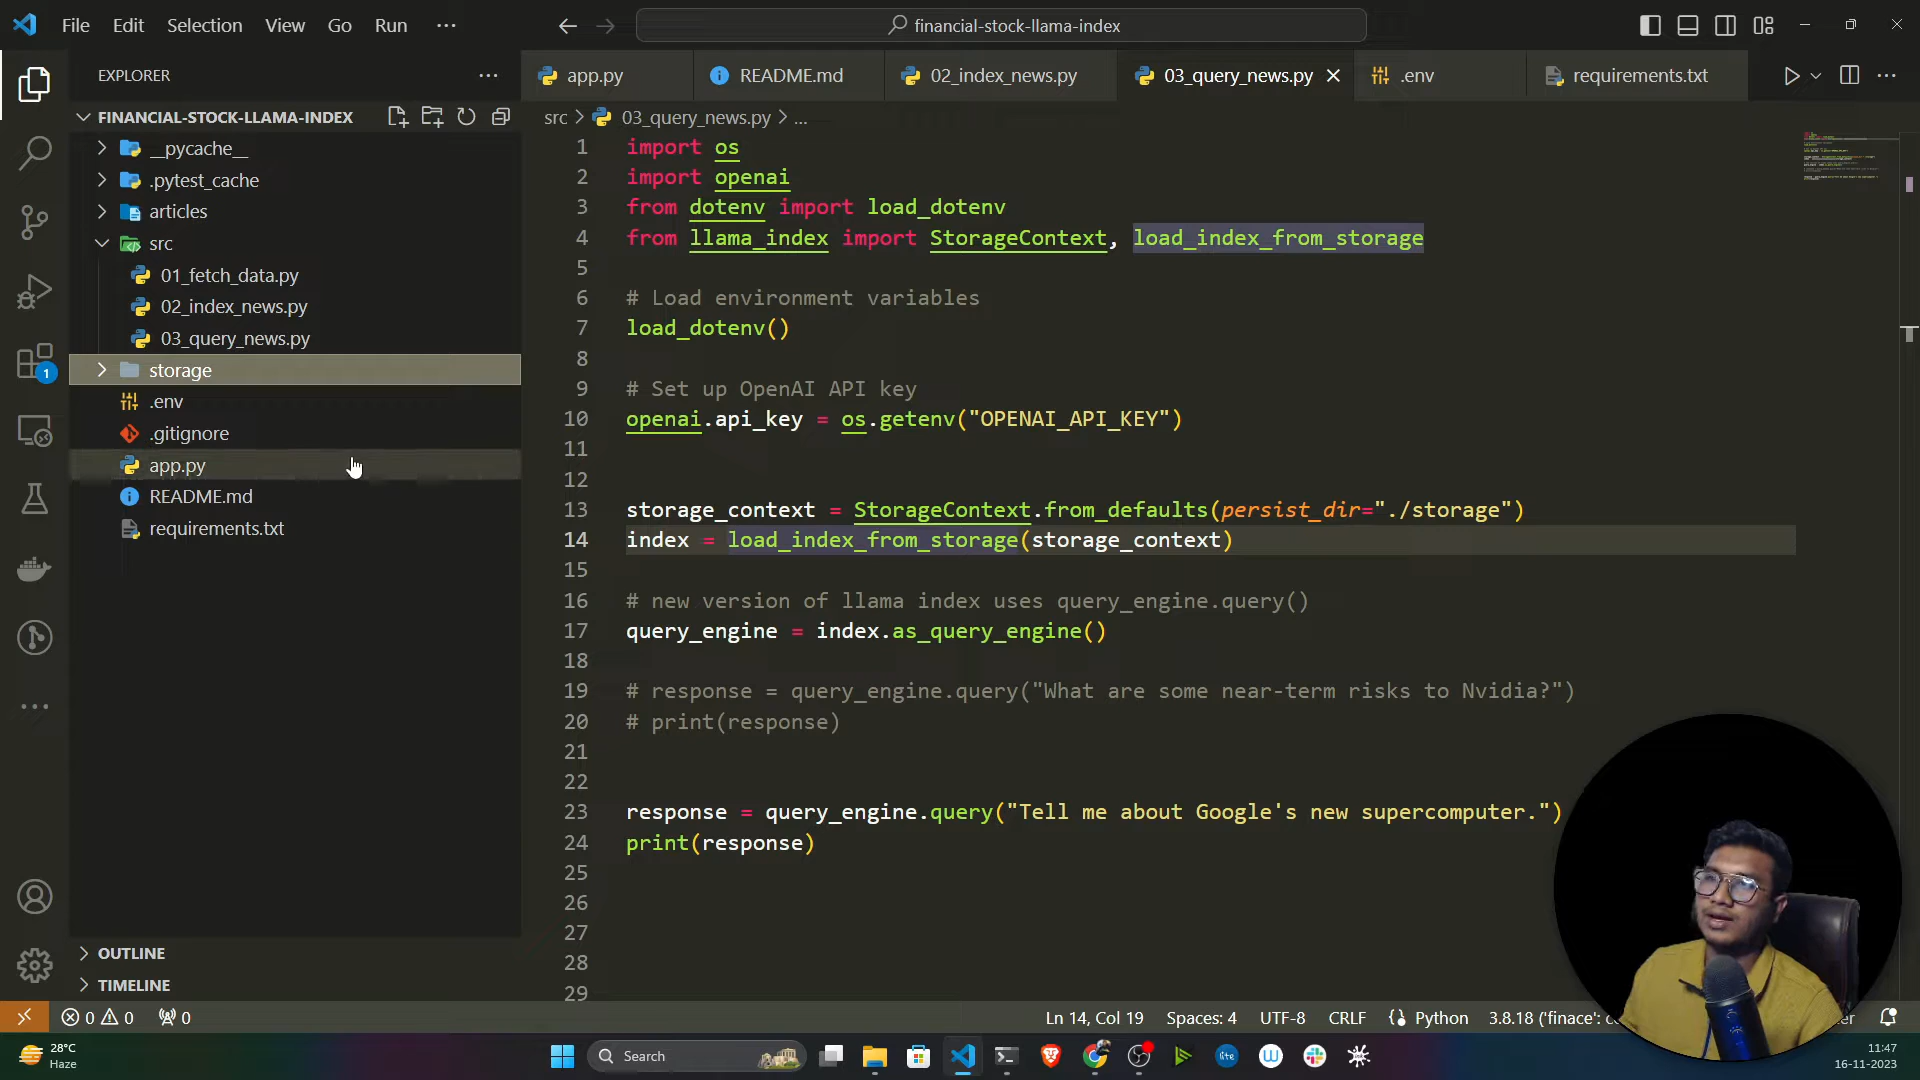 File Edit Selection View Go Run ...
financial-stock-llama-index
EXPLORER
FINANCIAL-STOCK-LLAMA-INDEX
__pycache__
.pytest_cache
articles
src
01_fetch_data.py
02_index_news.py
03_query_news.py
storage
.env
.gitignore
app.py
README.md
requirements.txt
OUTLINE
TIMELINE
1
app.py README.md 02_index_news.py 03_query_news.py .env requirements.txt
src > 03_query_news.py > ...
1 import os
2 import openai
3 from dotenv import load_dotenv
4 from llama_index import StorageContext, load_index_from_storage
5
6 # Load environment variables
7 load_dotenv()
8
9 # Set up OpenAI API key
10 openai.api_key = os.getenv("OPENAI_API_KEY")
11
12
13 storage_context = StorageContext.from_defaults(persist_dir="./storage")
14 index = load_index_from_storage(storage_context)
15
16 # new version of llama index uses query_engine.query()
17 query_engine = index.as_query_engine()
18
19 # response = query_engine.query("What are some near-term risks to Nvidia?")
20 # print(response)
21
22
23 response = query_engine.query("Tell me about Google's new supercomputer.")
24 print(response)
25
26
27
28
29
0 0 0
Ln 14, Col 19 Spaces: 4 UTF-8 CRLF Python 3.8.18 ('finace':
28°C
Haze
Search
11:47
16-11-2023